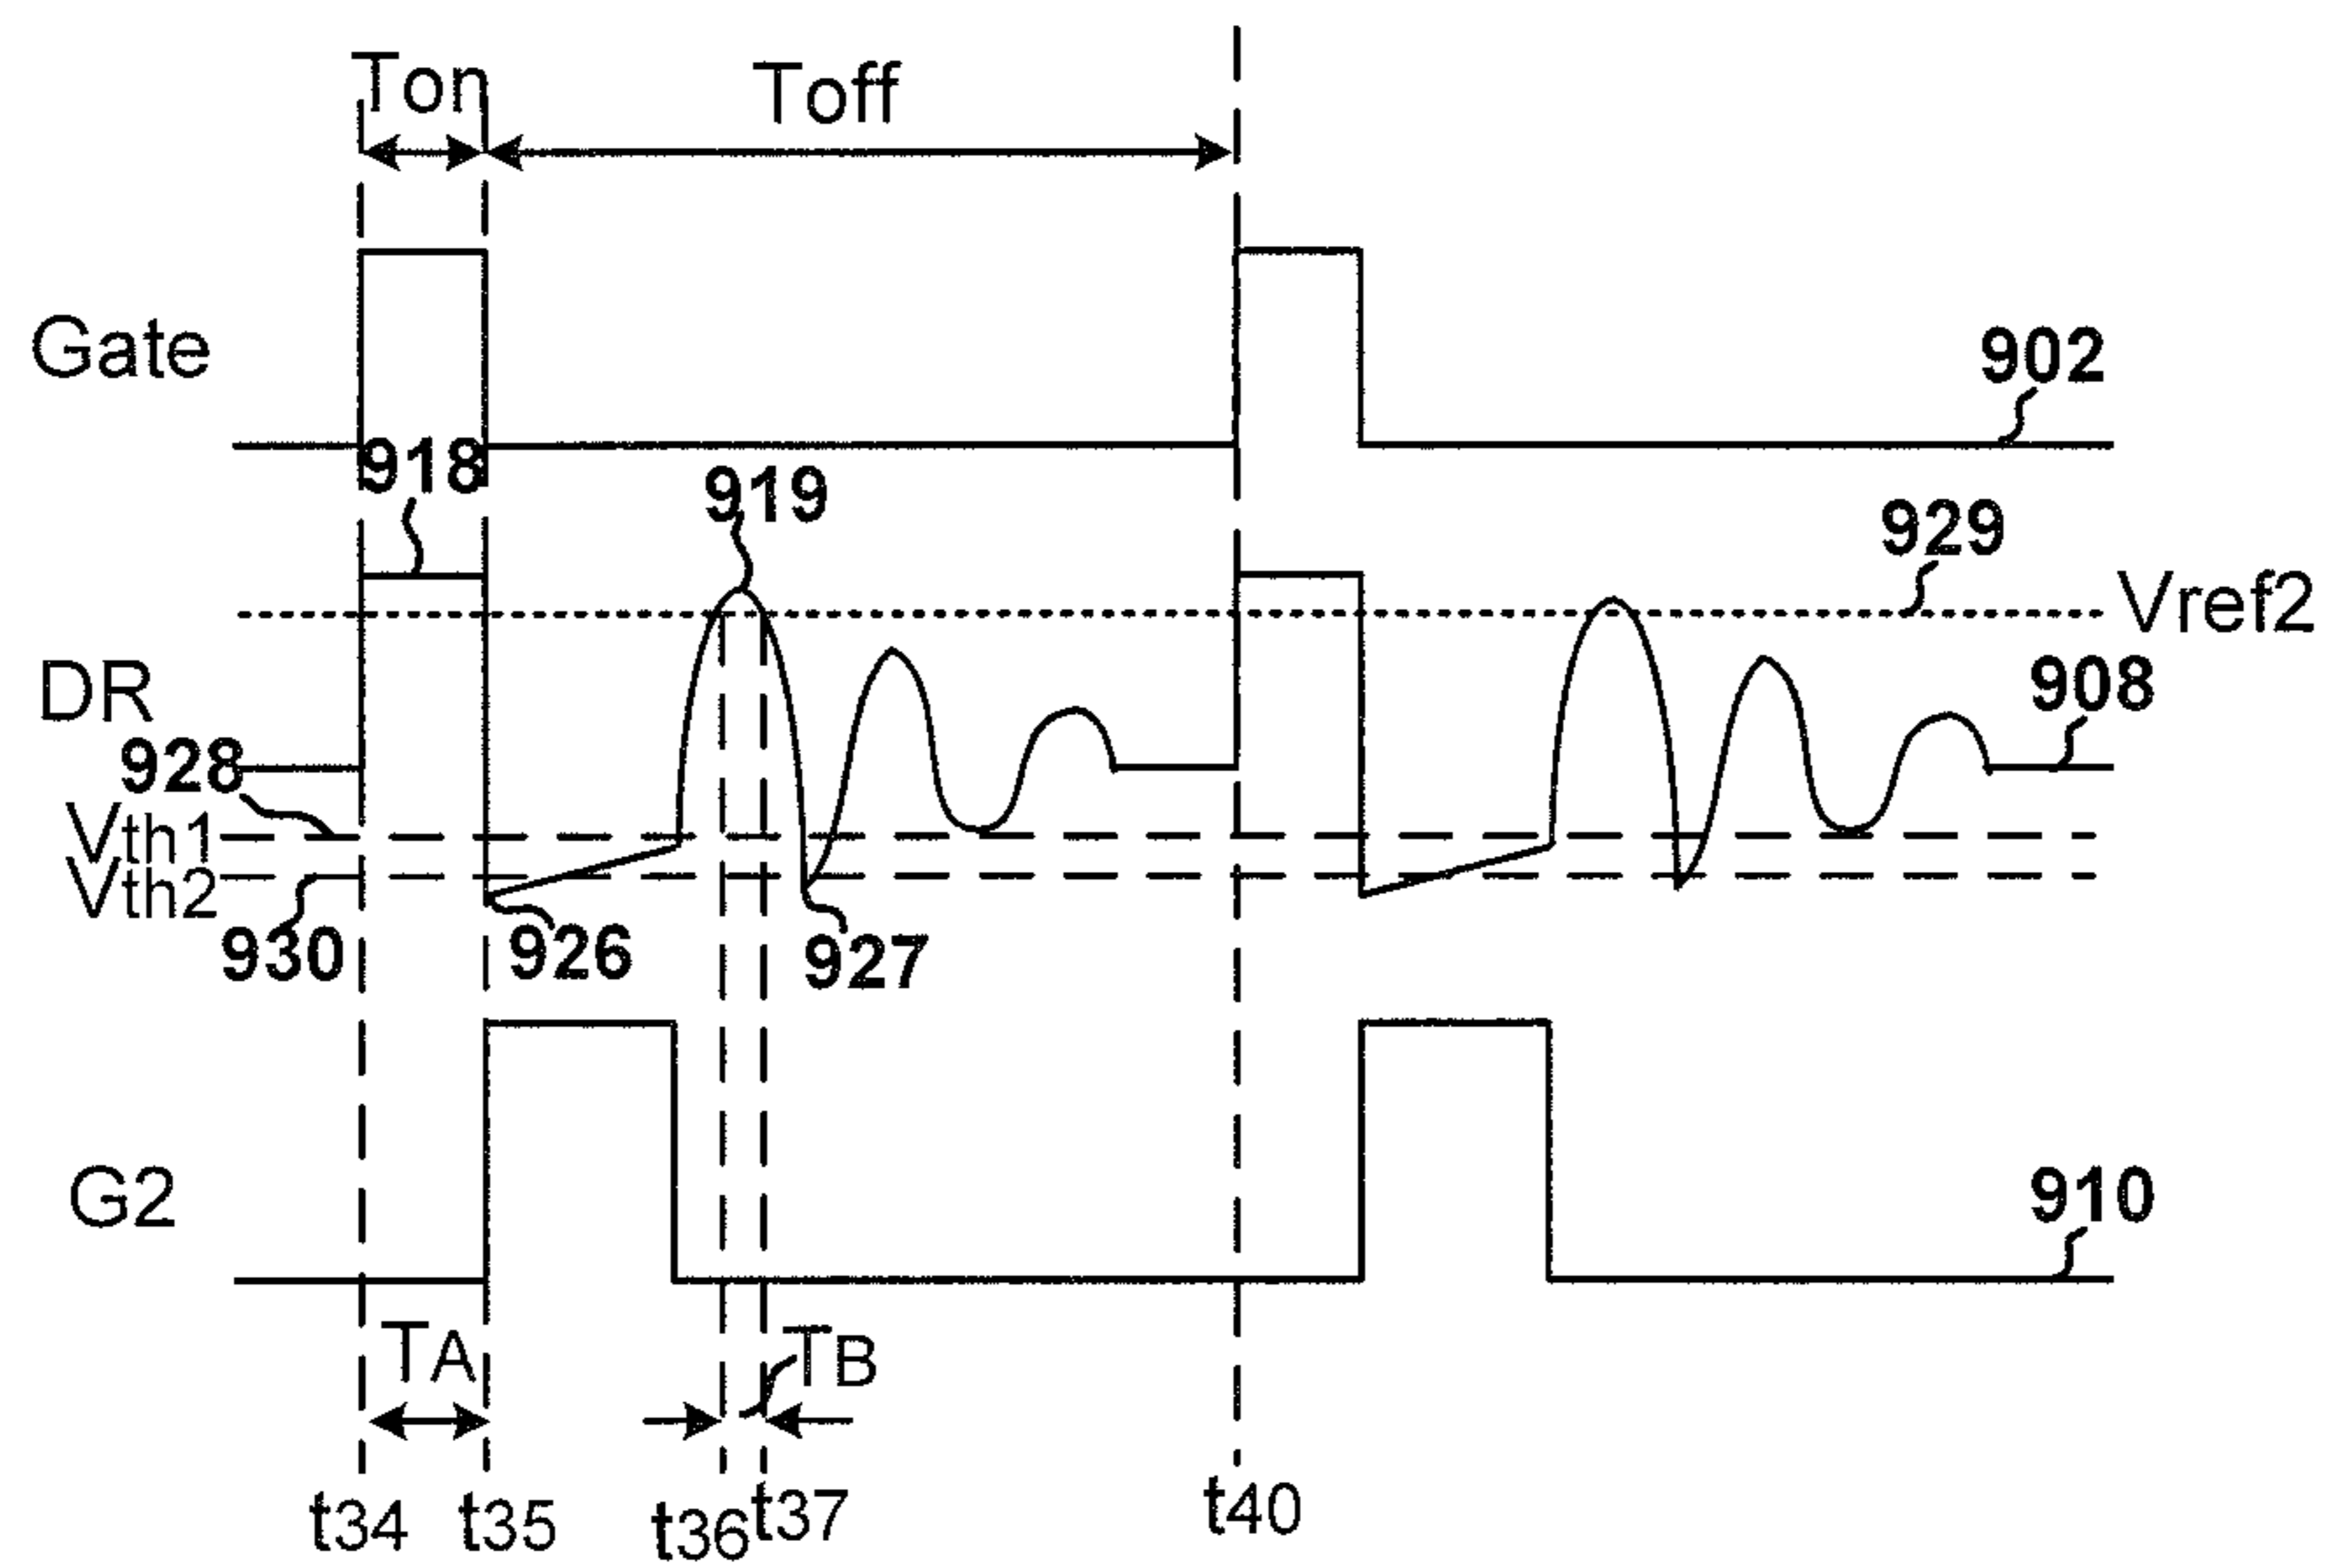 Ton
Toff
Gate
902
918
919
929
Vref2
DR
908
928
Vth1
Vth2
930
926
927
G2
910
TA
TB
t34
t35
t36
t37
t40